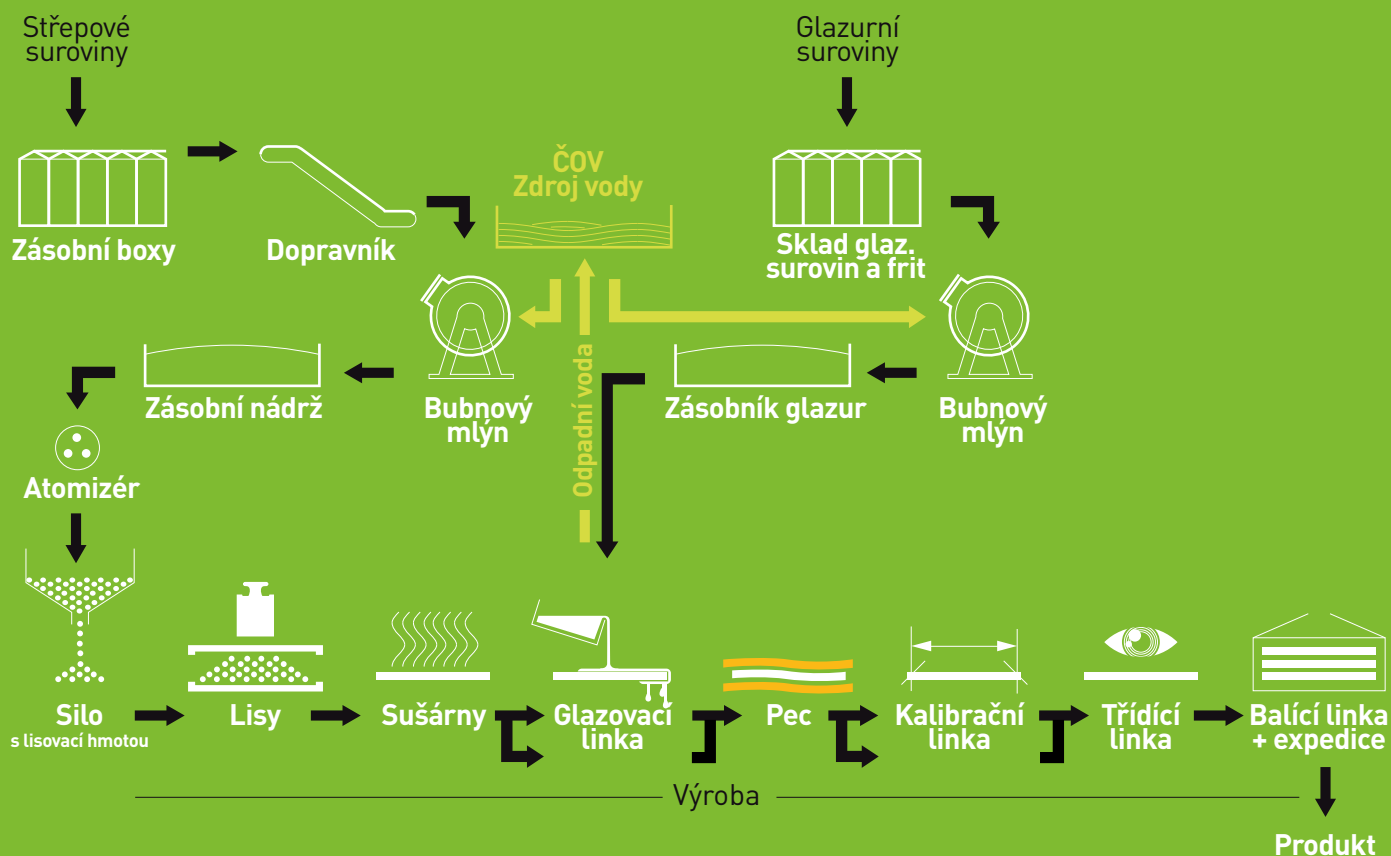 Střepové
suroviny
Glazurní
suroviny
ČOV
Zdroj vody
Zásobní boxy
Dopravník
Sklad glaz.
surovin a frit
Zásobní nádrž
Bubnový
mlýn
Odpadní voda
Zásobník glazur
Bubnový
mlýn
Atomizér
Silo
s lisovací hmotou
Lisy
Sušárny
Glazovací
linka
Pec
Kalibrační
linka
Třídící
linka
Balící linka
+ expedice
Výroba
Produkt